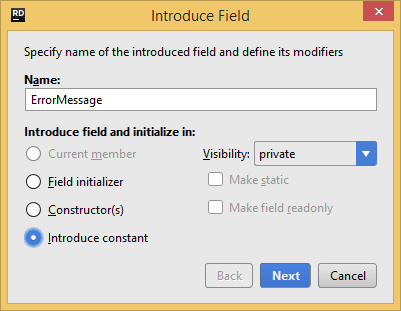 RD
Introduce Field
Specify name of the introduced field and define its modifiers
Name:
ErrorMessage
Introduce field and initialize in:
Current member
Visibility: private
Field initializer
Make static
Constructor(s)
Make field readonly
Introduce constant
Back Next Cancel